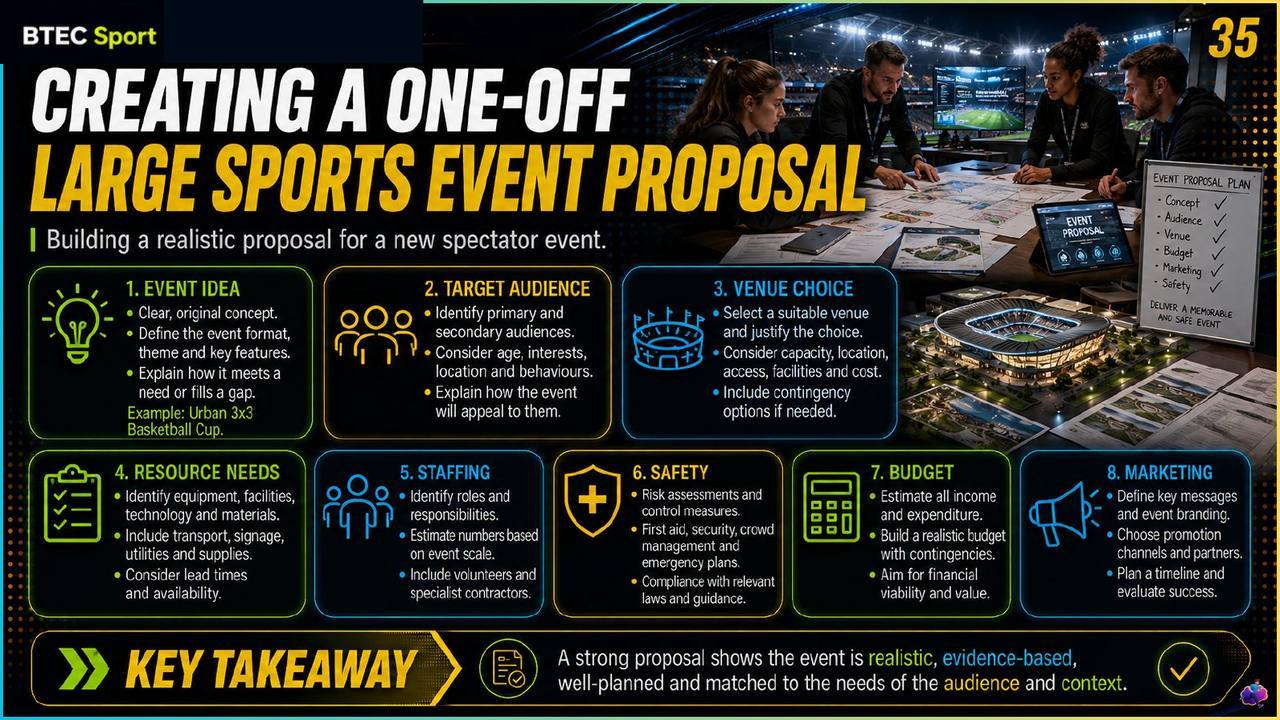 BTEC Sport
35
CREATING A ONE-OFF
LARGE SPORTS EVENT PROPOSAL
Building a realistic proposal for a new spectator event.
EVENT PROPOSAL PLAN
- Concept ✓
- Audience ✓
- Venue ✓
- Budget ✓
- Marketing ✓
- Safety ✓
DELIVER A MEMORABLE
AND SAFE EVENT
EVENT
PROPOSAL
1. EVENT IDEA
• Clear, original concept.
• Define the event format,
theme and key features.
• Explain how it meets a
need or fills a gap.
Example: Urban 3x3
Basketball Cup.
2. TARGET AUDIENCE
• Identify primary and
secondary audiences.
• Consider age, interests,
location and behaviours.
• Explain how the event
will appeal to them.
3. VENUE CHOICE
• Select a suitable venue
and justify the choice.
• Consider capacity, location,
access, facilities and cost.
• Include contingency
options if needed.
4. RESOURCE NEEDS
• Identify equipment, facilities,
technology and materials.
• Include transport, signage,
utilities and supplies.
• Consider lead times
and availability.
5. STAFFING
• Identify roles and
responsibilities.
• Estimate numbers based
on event scale.
• Include volunteers and
specialist contractors.
6. SAFETY
• Risk assessments and
control measures.
• First aid, security, crowd
management and
emergency plans.
• Compliance with relevant
laws and guidance.
7. BUDGET
• Estimate all income
and expenditure.
• Build a realistic budget
with contingencies.
• Aim for financial
viability and value.
8. MARKETING
• Define key messages
and event branding.
• Choose promotion
channels and partners.
• Plan a timeline and
evaluate success.
KEY TAKEAWAY
A strong proposal shows the event is realistic, evidence-based,
well-planned and matched to the needs of the audience and context.